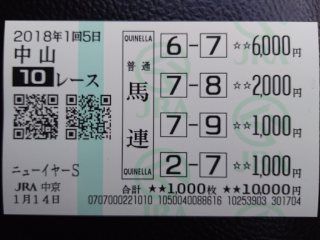 2018年1回5日
中山
10レース
ニューイヤーS
JRA 中京
1月14日
普通
馬連
QUINELLA 6-7 ☆☆6,000円
7-8 ☆☆2,000円
7-9 ☆☆1,000円
QUINELLA 2-7 ☆☆1,000円
合計 ★★1,000枚 ★★10,000円
0707000221010 1050040088616 10253903 301704
JRA
JRA